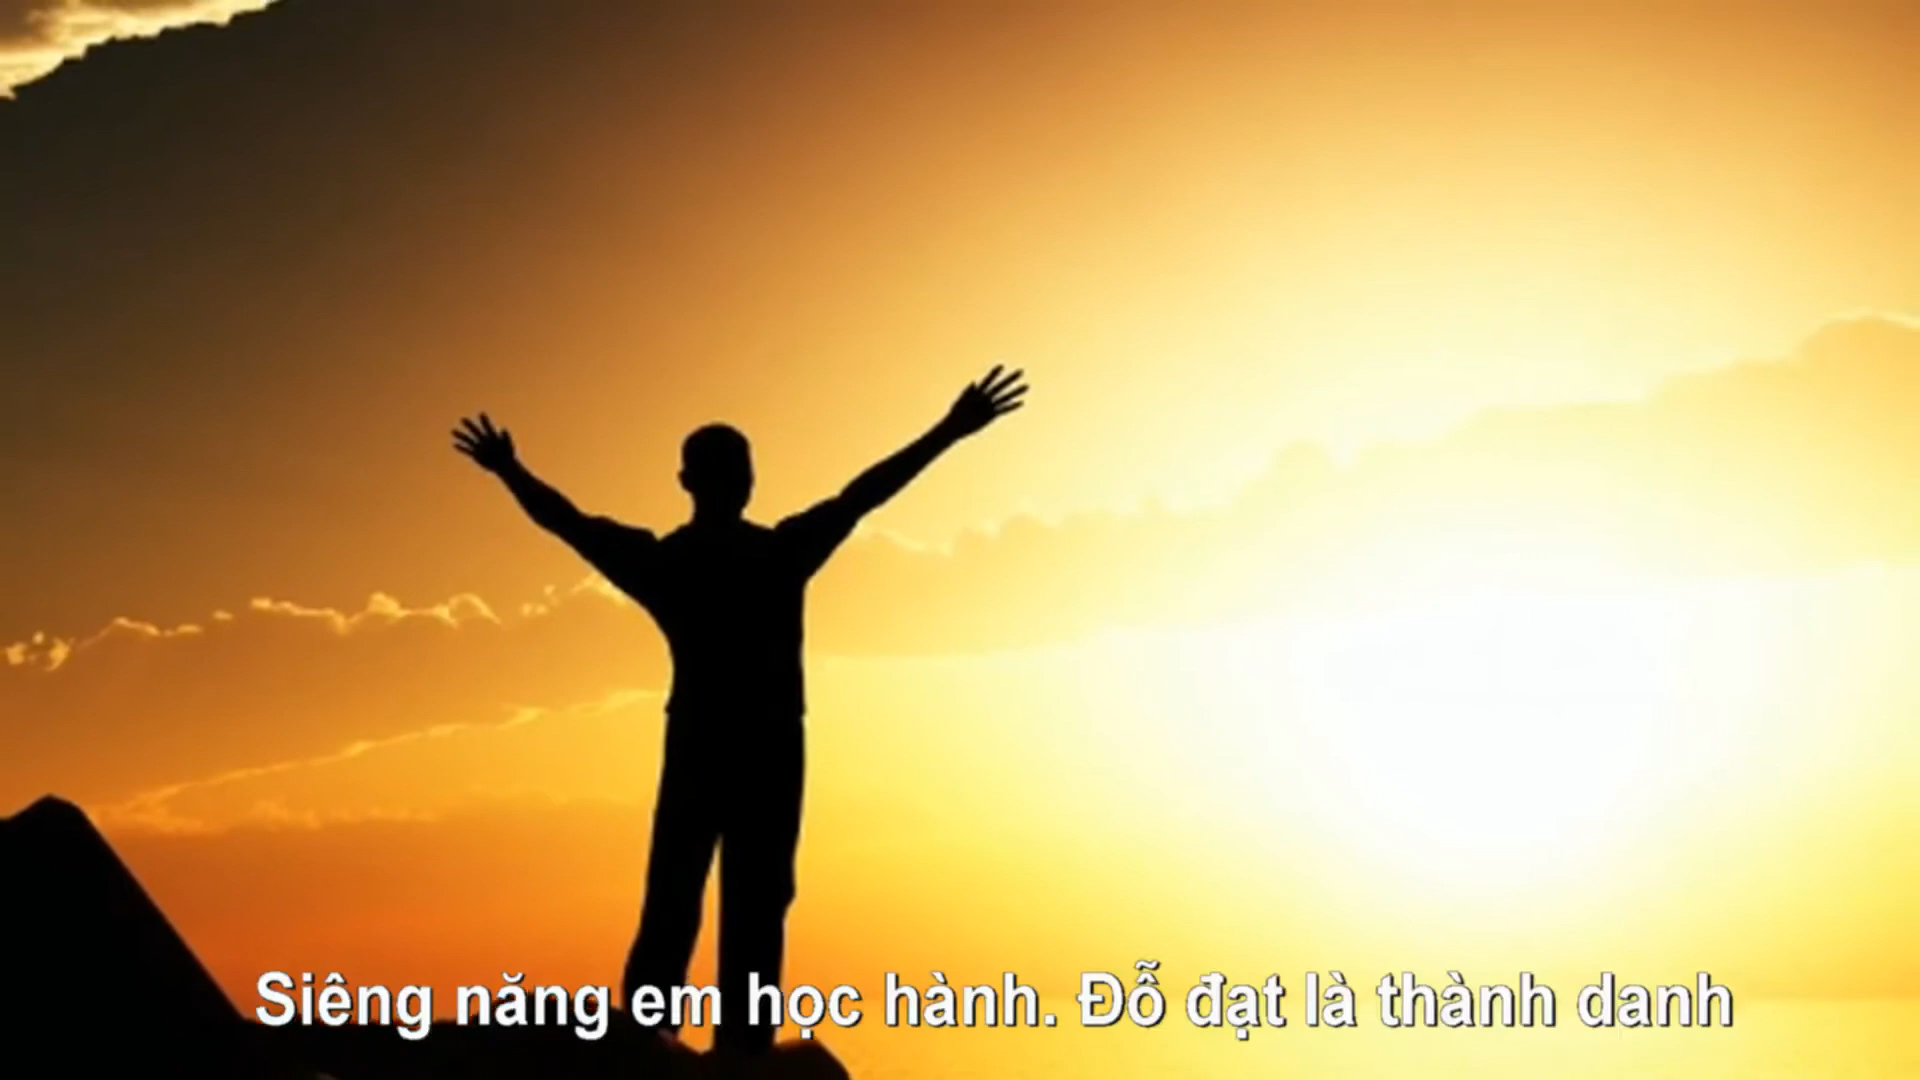 Siêng năng em học hành. Đỗ đạt là thành danh